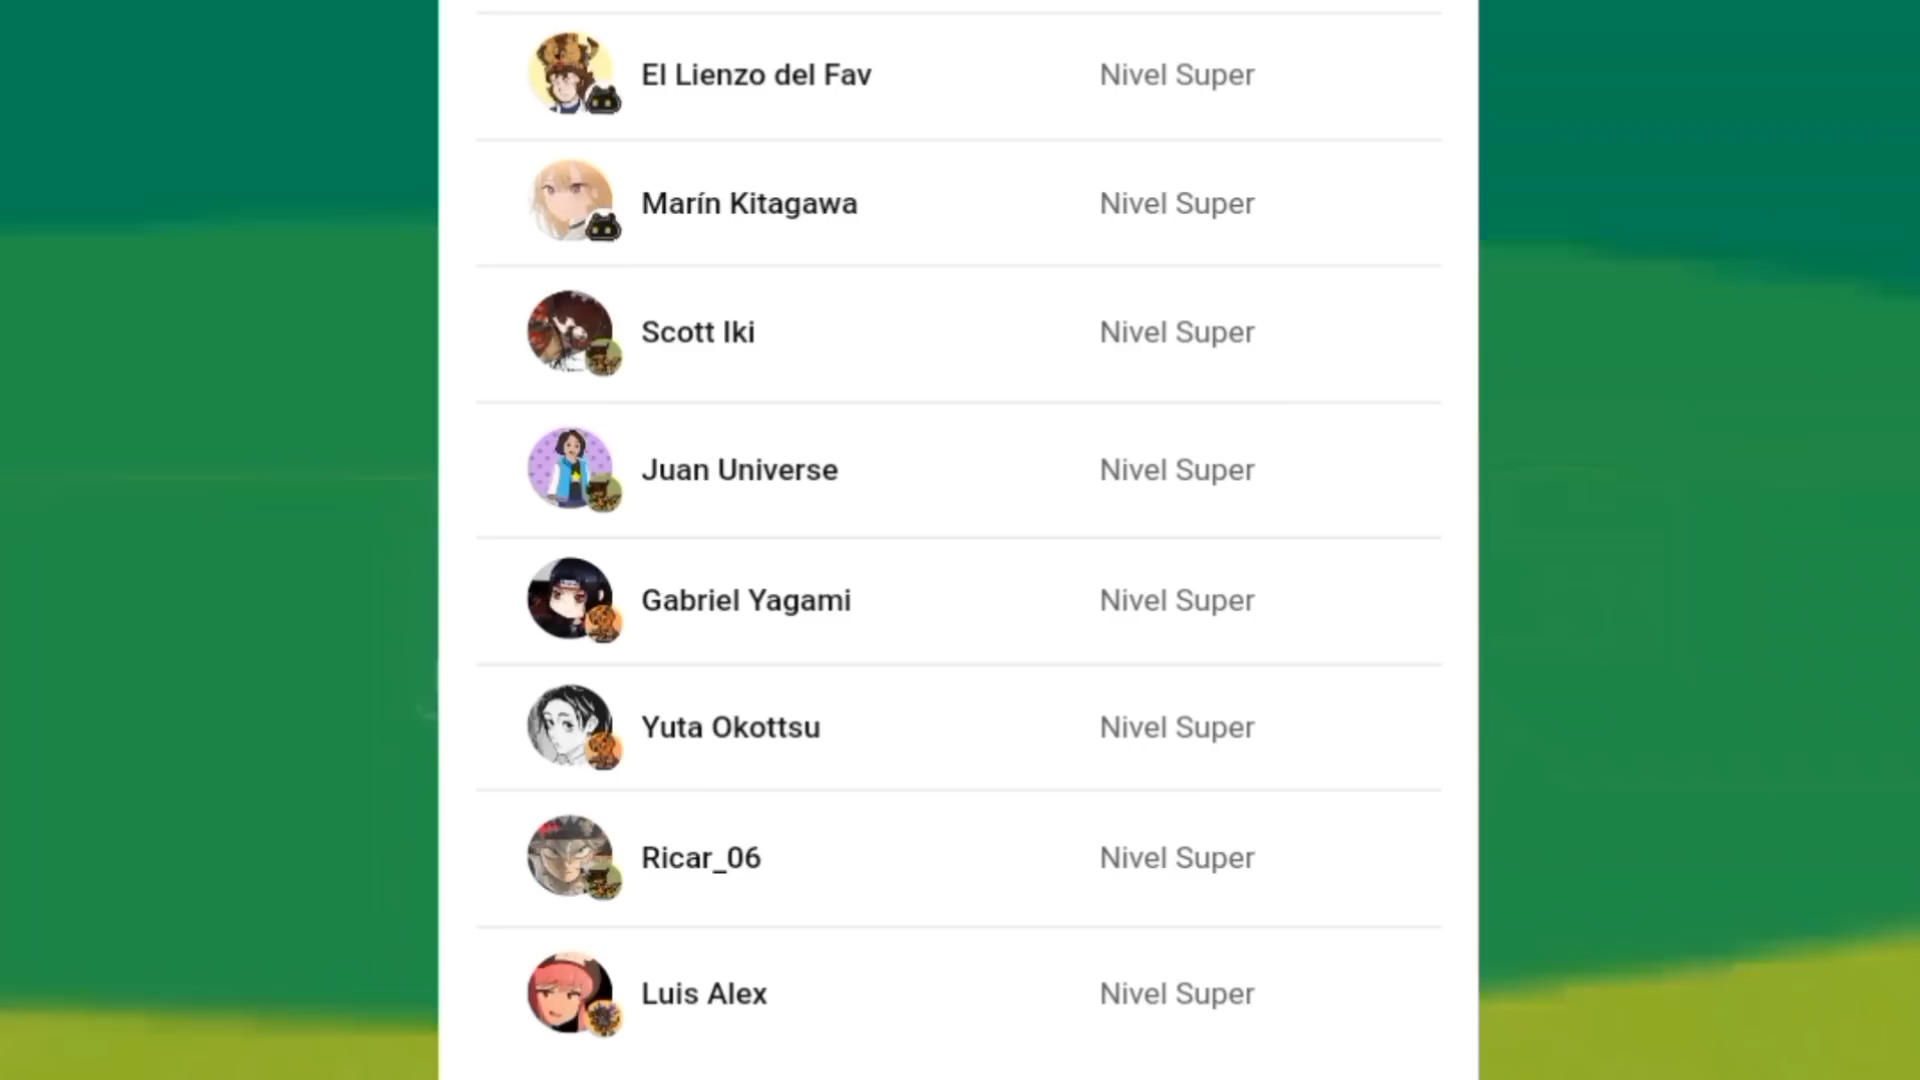 El Lienzo del Fav Nivel Super
Marín Kitagawa Nivel Super
Scott Iki Nivel Super
Juan Universe Nivel Super
Gabriel Yagami Nivel Super
Yuta Okottsu Nivel Super
Ricar_06 Nivel Super
Luis Alex Nivel Super